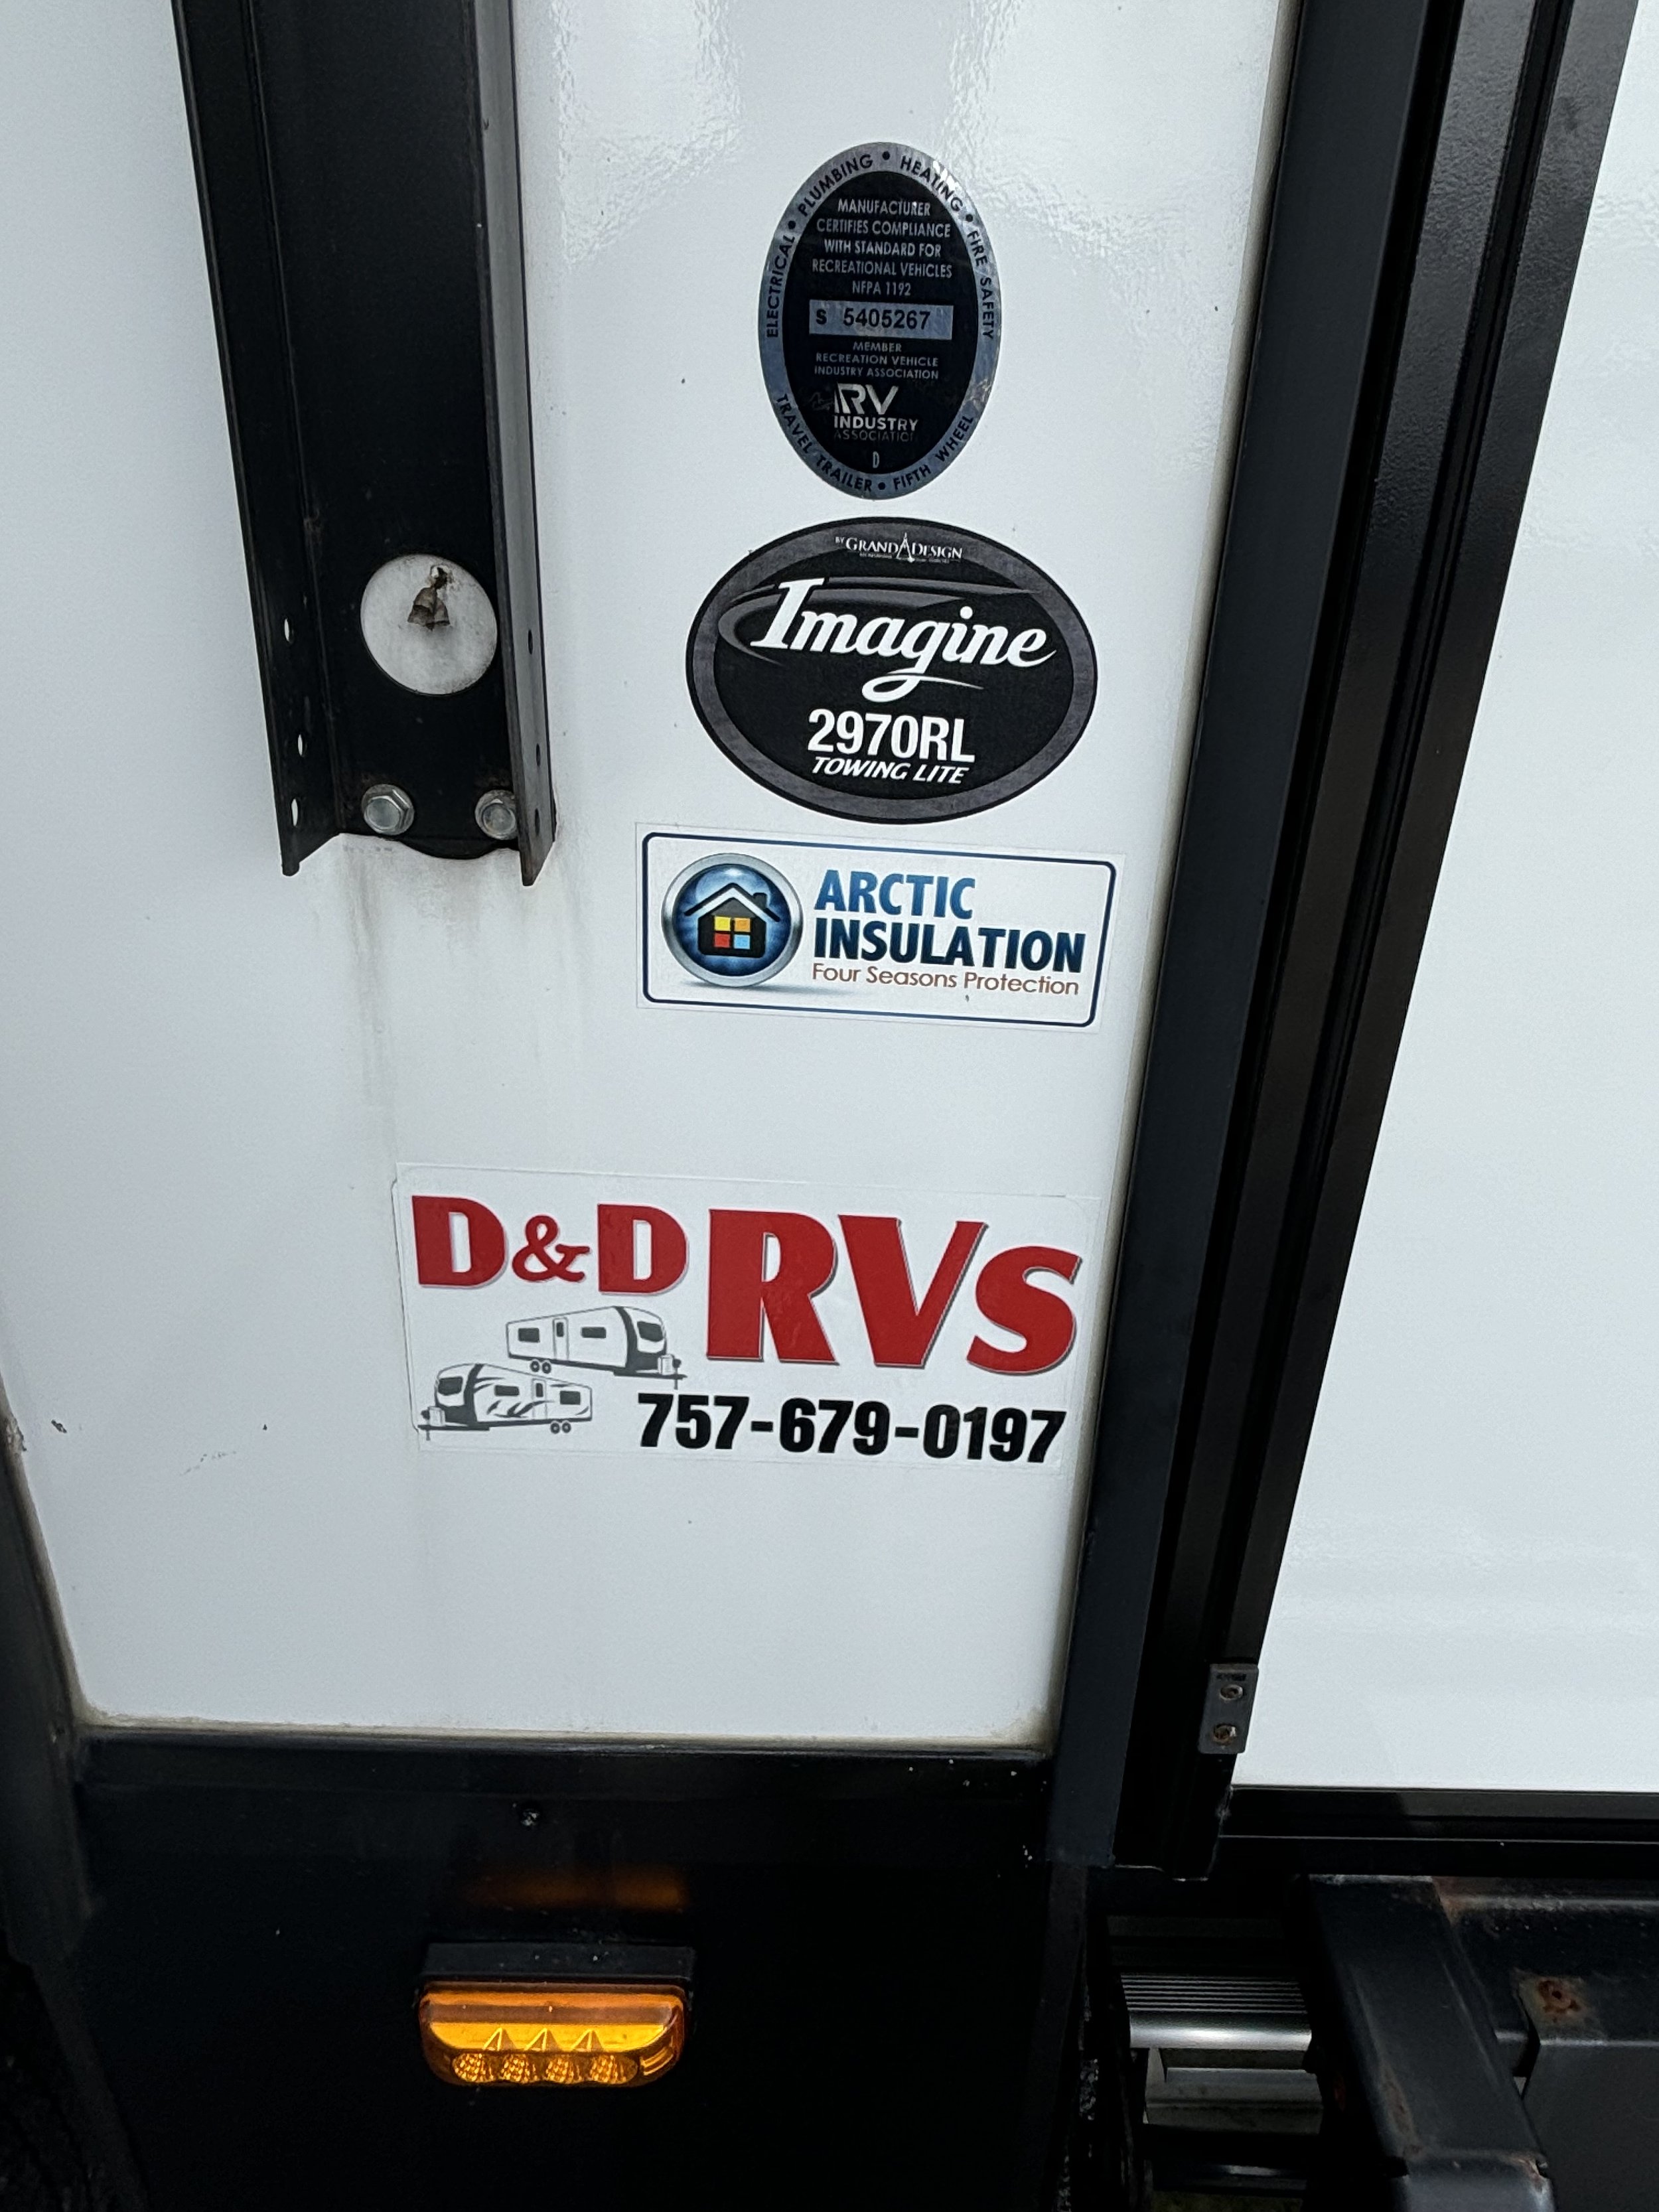 ELECTRICAL • PLUMBING • HEATING • FIRE SAFETY
MANUFACTURER
CERTIFIES COMPLIANCE
WITH STANDARD FOR
RECREATIONAL VEHICLES
NFPA 1192
S 5405267
MEMBER
RECREATION VEHICLE
INDUSTRY ASSOCIATION
RV
INDUSTRY
ASSOCIATION
D
TRAVEL TRAILER • FIFTH WHEEL
BY GRAND DESIGN
Imagine
2970RL
TOWING LITE
ARCTIC
INSULATION
Four Seasons Protection
D&D RVS
757-679-0197